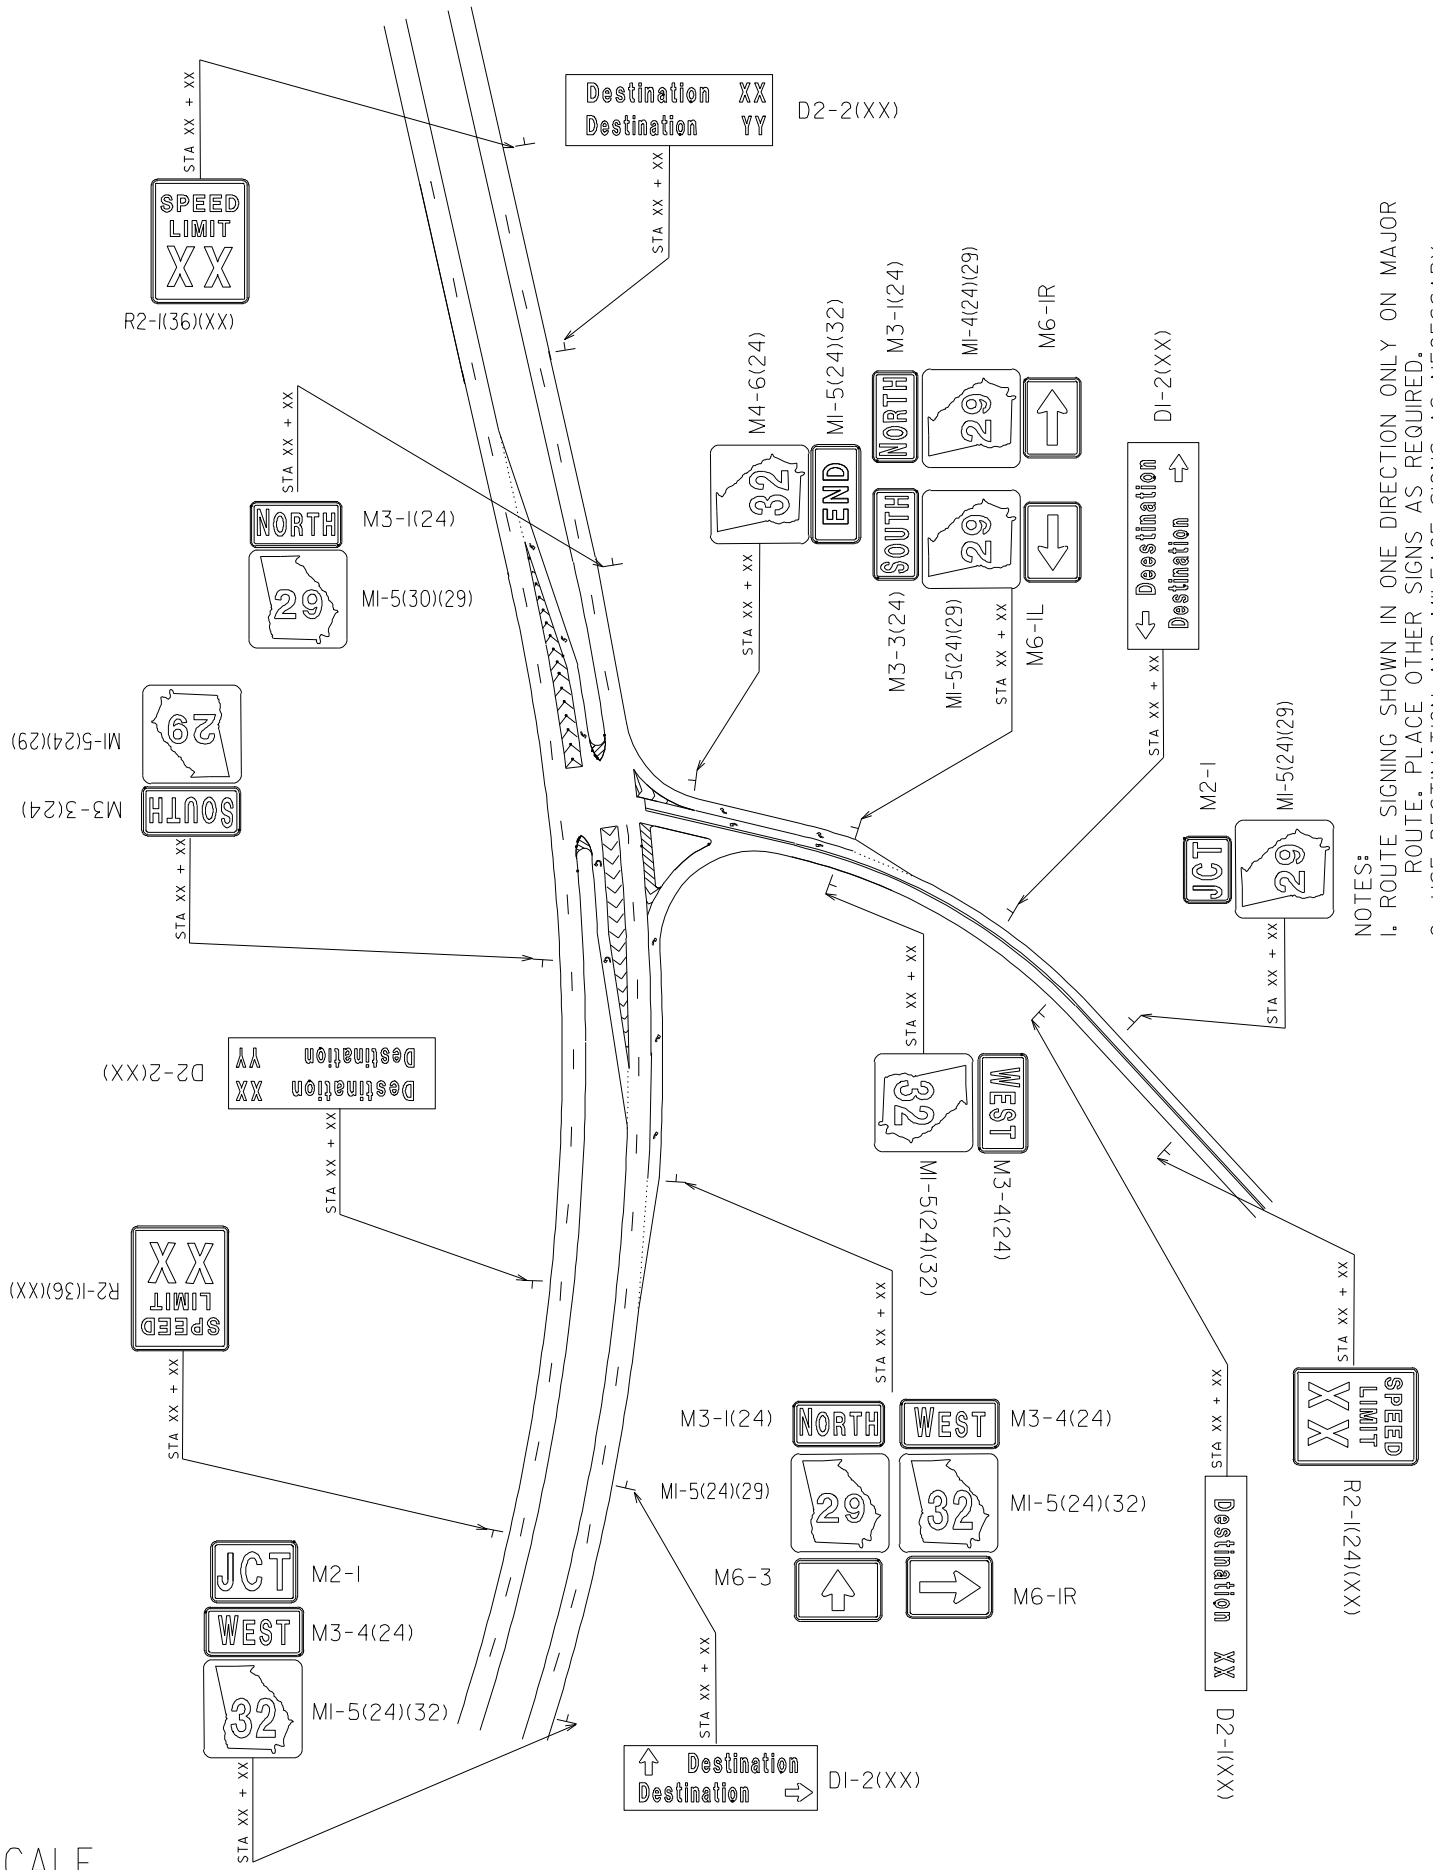 STA XX + XX
SPEED
LIMIT
XX
R2-1(36)(XX)
Destination XX
Destination YY
D2-2(XX)
STA XX + XX
STA XX + XX
NORTH
M3-1(24)
29
M1-5(30)(29)
M1-5(24)(29)
29
M3-3(24)
SOUTH
STA XX + XX
M4-6(24)
32
M1-5(24)(32)
END
STA XX + XX
M3-1(24)
NORTH
M1-4(24)(29)
29
M6-1R
SOUTH
M3-3(24)
29
M1-5(24)(29)
M6-1L
STA XX + XX
D1-2(XX)
Deestination
Destination
STA XX + XX
M2-1
JCT
M1-5(24)(29)
29
STA XX + XX
NOTES:
1. ROUTE SIGNING SHOWN IN ONE DIRECTION ONLY ON MAJOR
ROUTE. PLACE OTHER SIGNS AS REQUIRED.
D2-2(XX)
Destination XX
Destination YY
STA XX + XX
STA XX + XX
32
M1-5(24)(32)
WEST
M3-4(24)
R2-1(36)(XX)
SPEED
LIMIT
XX
STA XX + XX
STA XX + XX
M3-1(24)
NORTH
WEST
M3-4(24)
M1-5(24)(29)
29
32
M1-5(24)(32)
M6-3
M6-1R
STA XX + XX
SPEED
LIMIT
XX
R2-1(24)(XX)
STA XX + XX
Destination XX
D2-1(XX)
JCT
M2-1
WEST
M3-4(24)
32
M1-5(24)(32)
STA XX + XX
STA XX + XX
Destination
Destination
D1-2(XX)